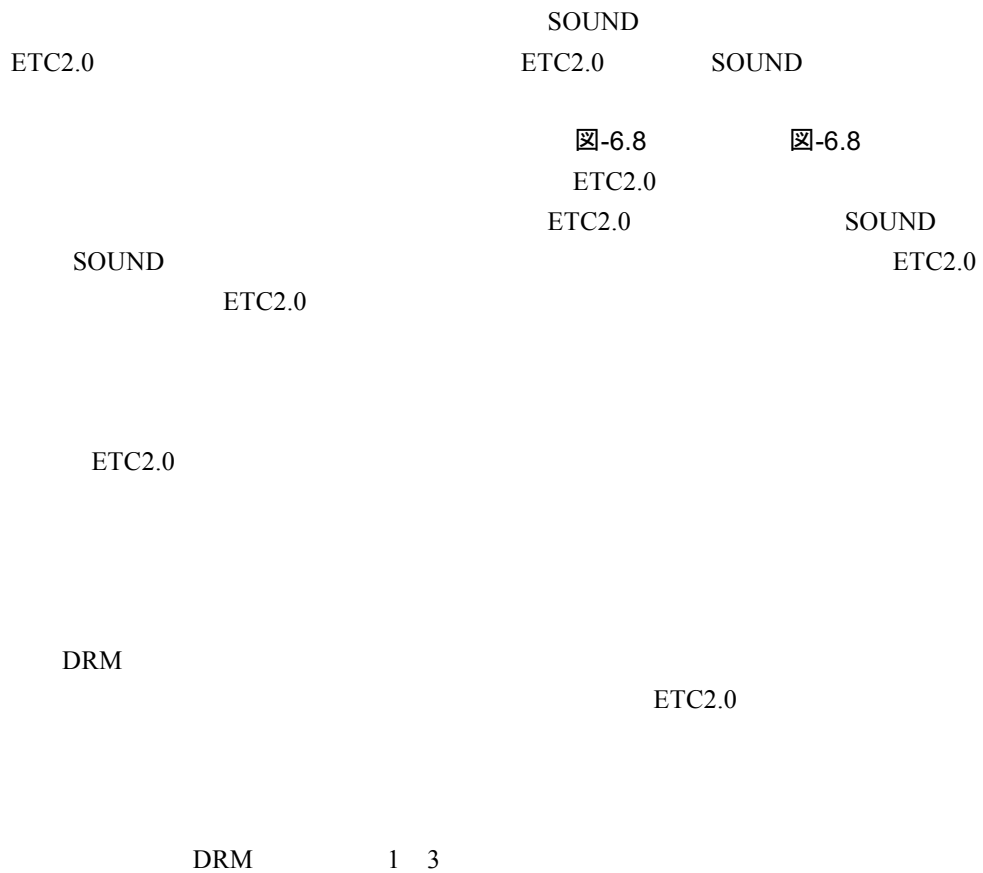 SOUND
ETC2.0 ETC2.0 SOUND
図-6.8 図-6.8
ETC2.0
ETC2.0 SOUND
SOUND ETC2.0
ETC2.0
ETC2.0
DRM
ETC2.0
DRM 1 3